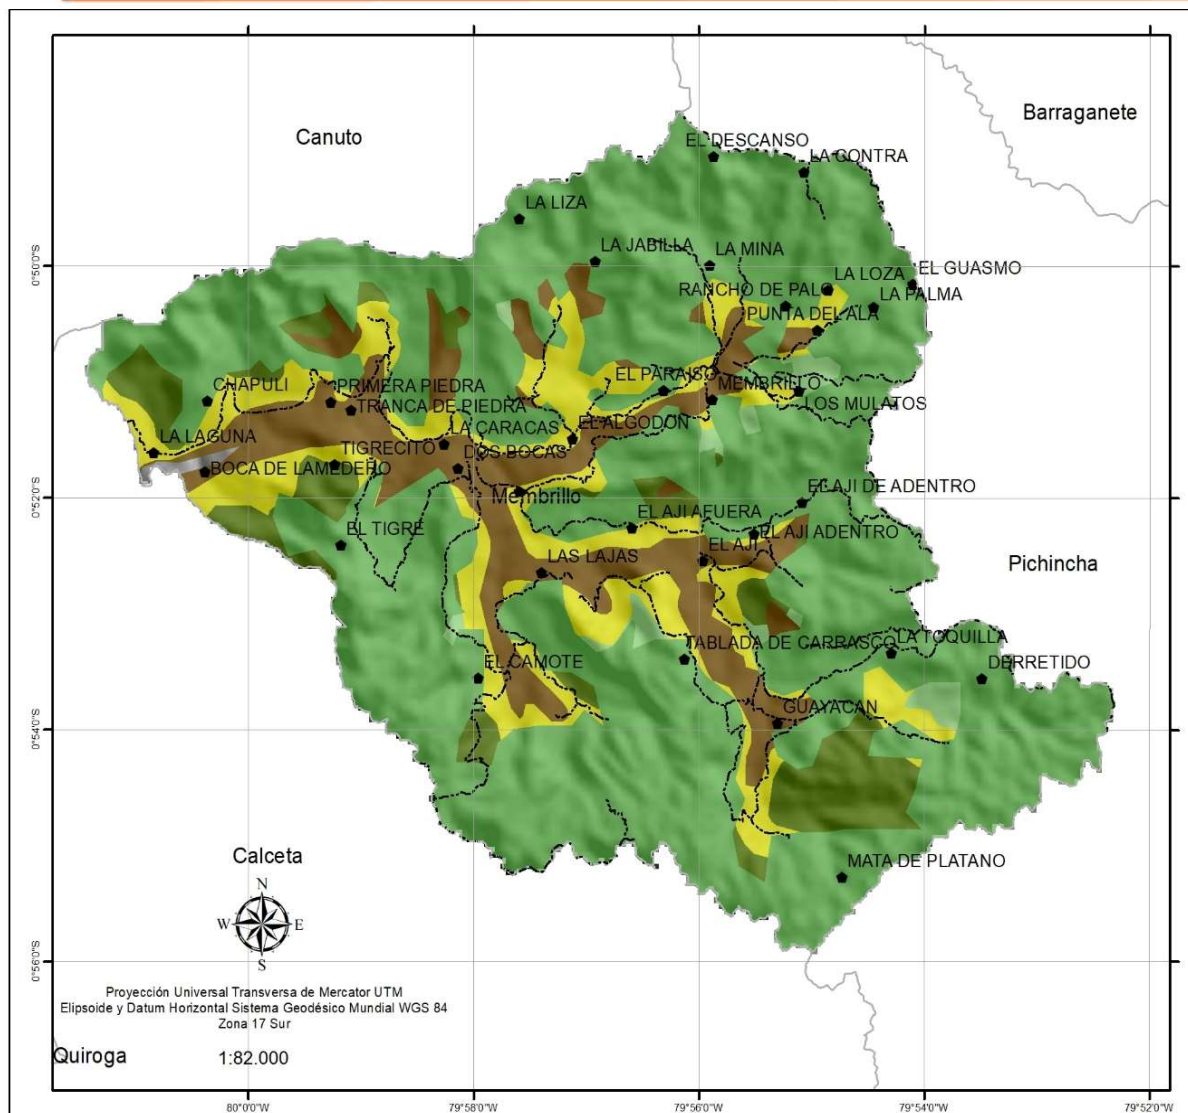 Canuto
Barraganete
EL DESCANSO
LA CONTRA
LA LIZA
LA JABILLA
LA MINA
0°50'0"S
LA LOZA
EL GUASMO
RANCHO DE PALO
LA PALMA
PUNTA DEL ALA
EL PARAISO
CHAPULI
PRIMERA PIEDRA
MEMBRILLO
TRANCA DE PIEDRA
LOS MULATOS
LA CARACAS
EL ALGODON
LA LAGUNA
TIGRECITO
DOS BOCAS
BOCA DE LAMEDERO
EL AJI DE ADENTRO
Membrillo
0°52'0"S
EL AJI AFUERA
EL TIGRE
EL AJI ADENTRO
EL AJI
LAS LAJAS
Pichincha
TABLADA DE CARRASCO
LA TOQUILLA
EL CAMOTE
DERRETIDO
GUAYACAN
0°54'0"S
Calceta
MATA DE PLATANO
N
W
E
S
0°56'0"S
Proyección Universal Transversa de Mercator UTM
Elipsoide y Datum Horizontal Sistema Geodésico Mundial WGS 84
Zona 17 Sur
Quiroga
1:82.000
80°0'0"W
79°58'0"W
79°56'0"W
79°54'0"W
79°52'0"W